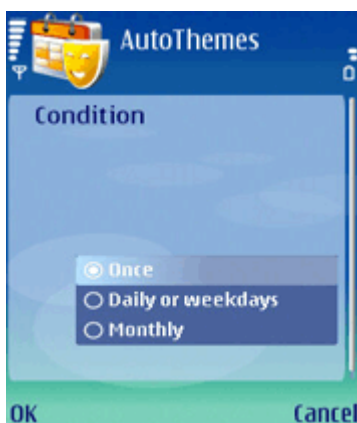 AutoThemes
Condition
Once
Daily or weekdays
Monthly
OK Cancel